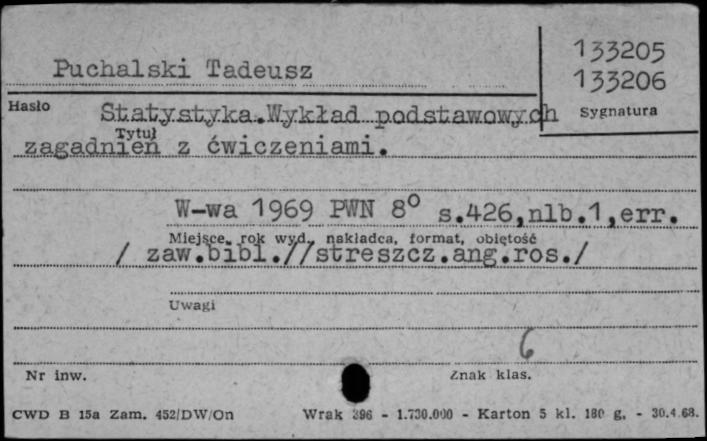 133205
Puchalski Tadeusz
133206
Hasło
Statystyka.Wykład podstawowych
Sygnatura
Tytuł
zagadnień z ćwiczeniami.
W-wa 1969 PWN 8° s.426,nlb.1,err.
Miejsce, rok wyd., nakładca, format, objętość
/ zaw.bibl.//streszcz.ang.ros./
Uwagi
6
Nr inw.
Znak klas.
CWD B 15a Zam. 452/DW/On Wrak 396 - 1.730.000 - Karton 5 kl. 180 g. - 30.4.68.